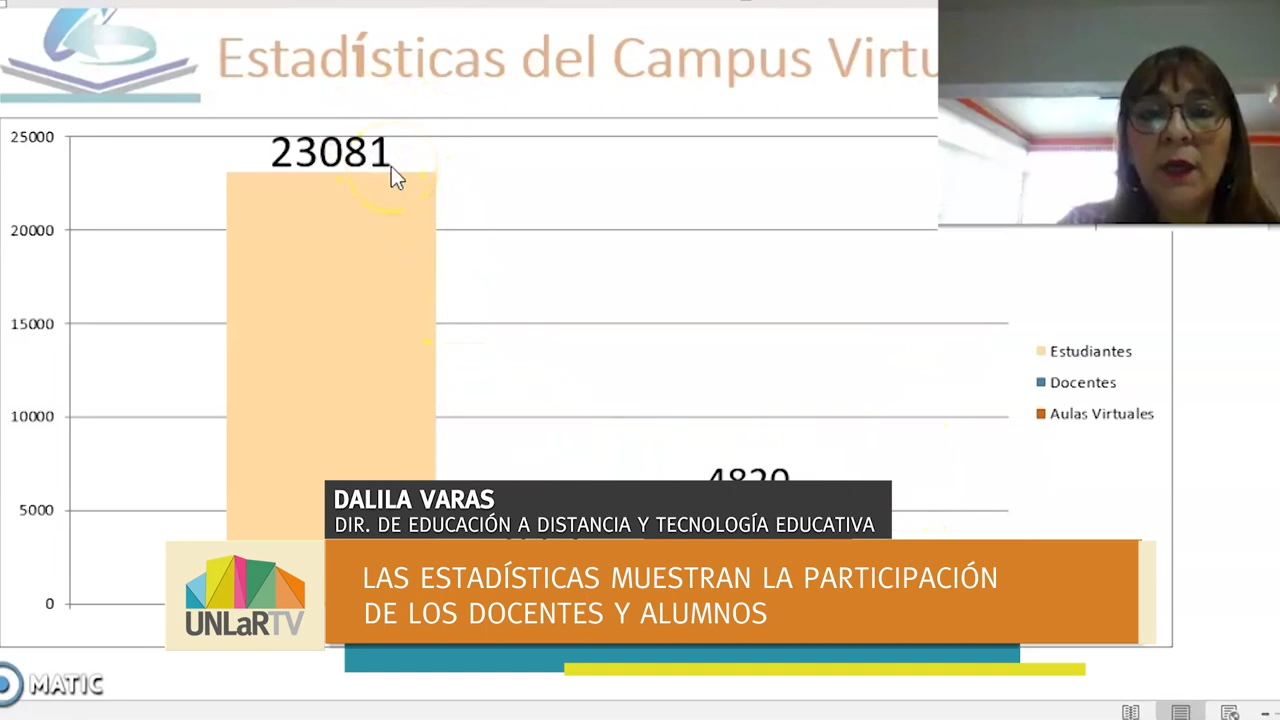 Estadísticas del Campus Virtu
25000
23081
20000
15000
10000
5000
0
4820
Estudiantes
Docentes
Aulas Virtuales
DALILA VARAS
DIR. DE EDUCACIÓN A DISTANCIA Y TECNOLOGÍA EDUCATIVA
LAS ESTADÍSTICAS MUESTRAN LA PARTICIPACIÓN
DE LOS DOCENTES Y ALUMNOS
UNLaRTV
MATIC